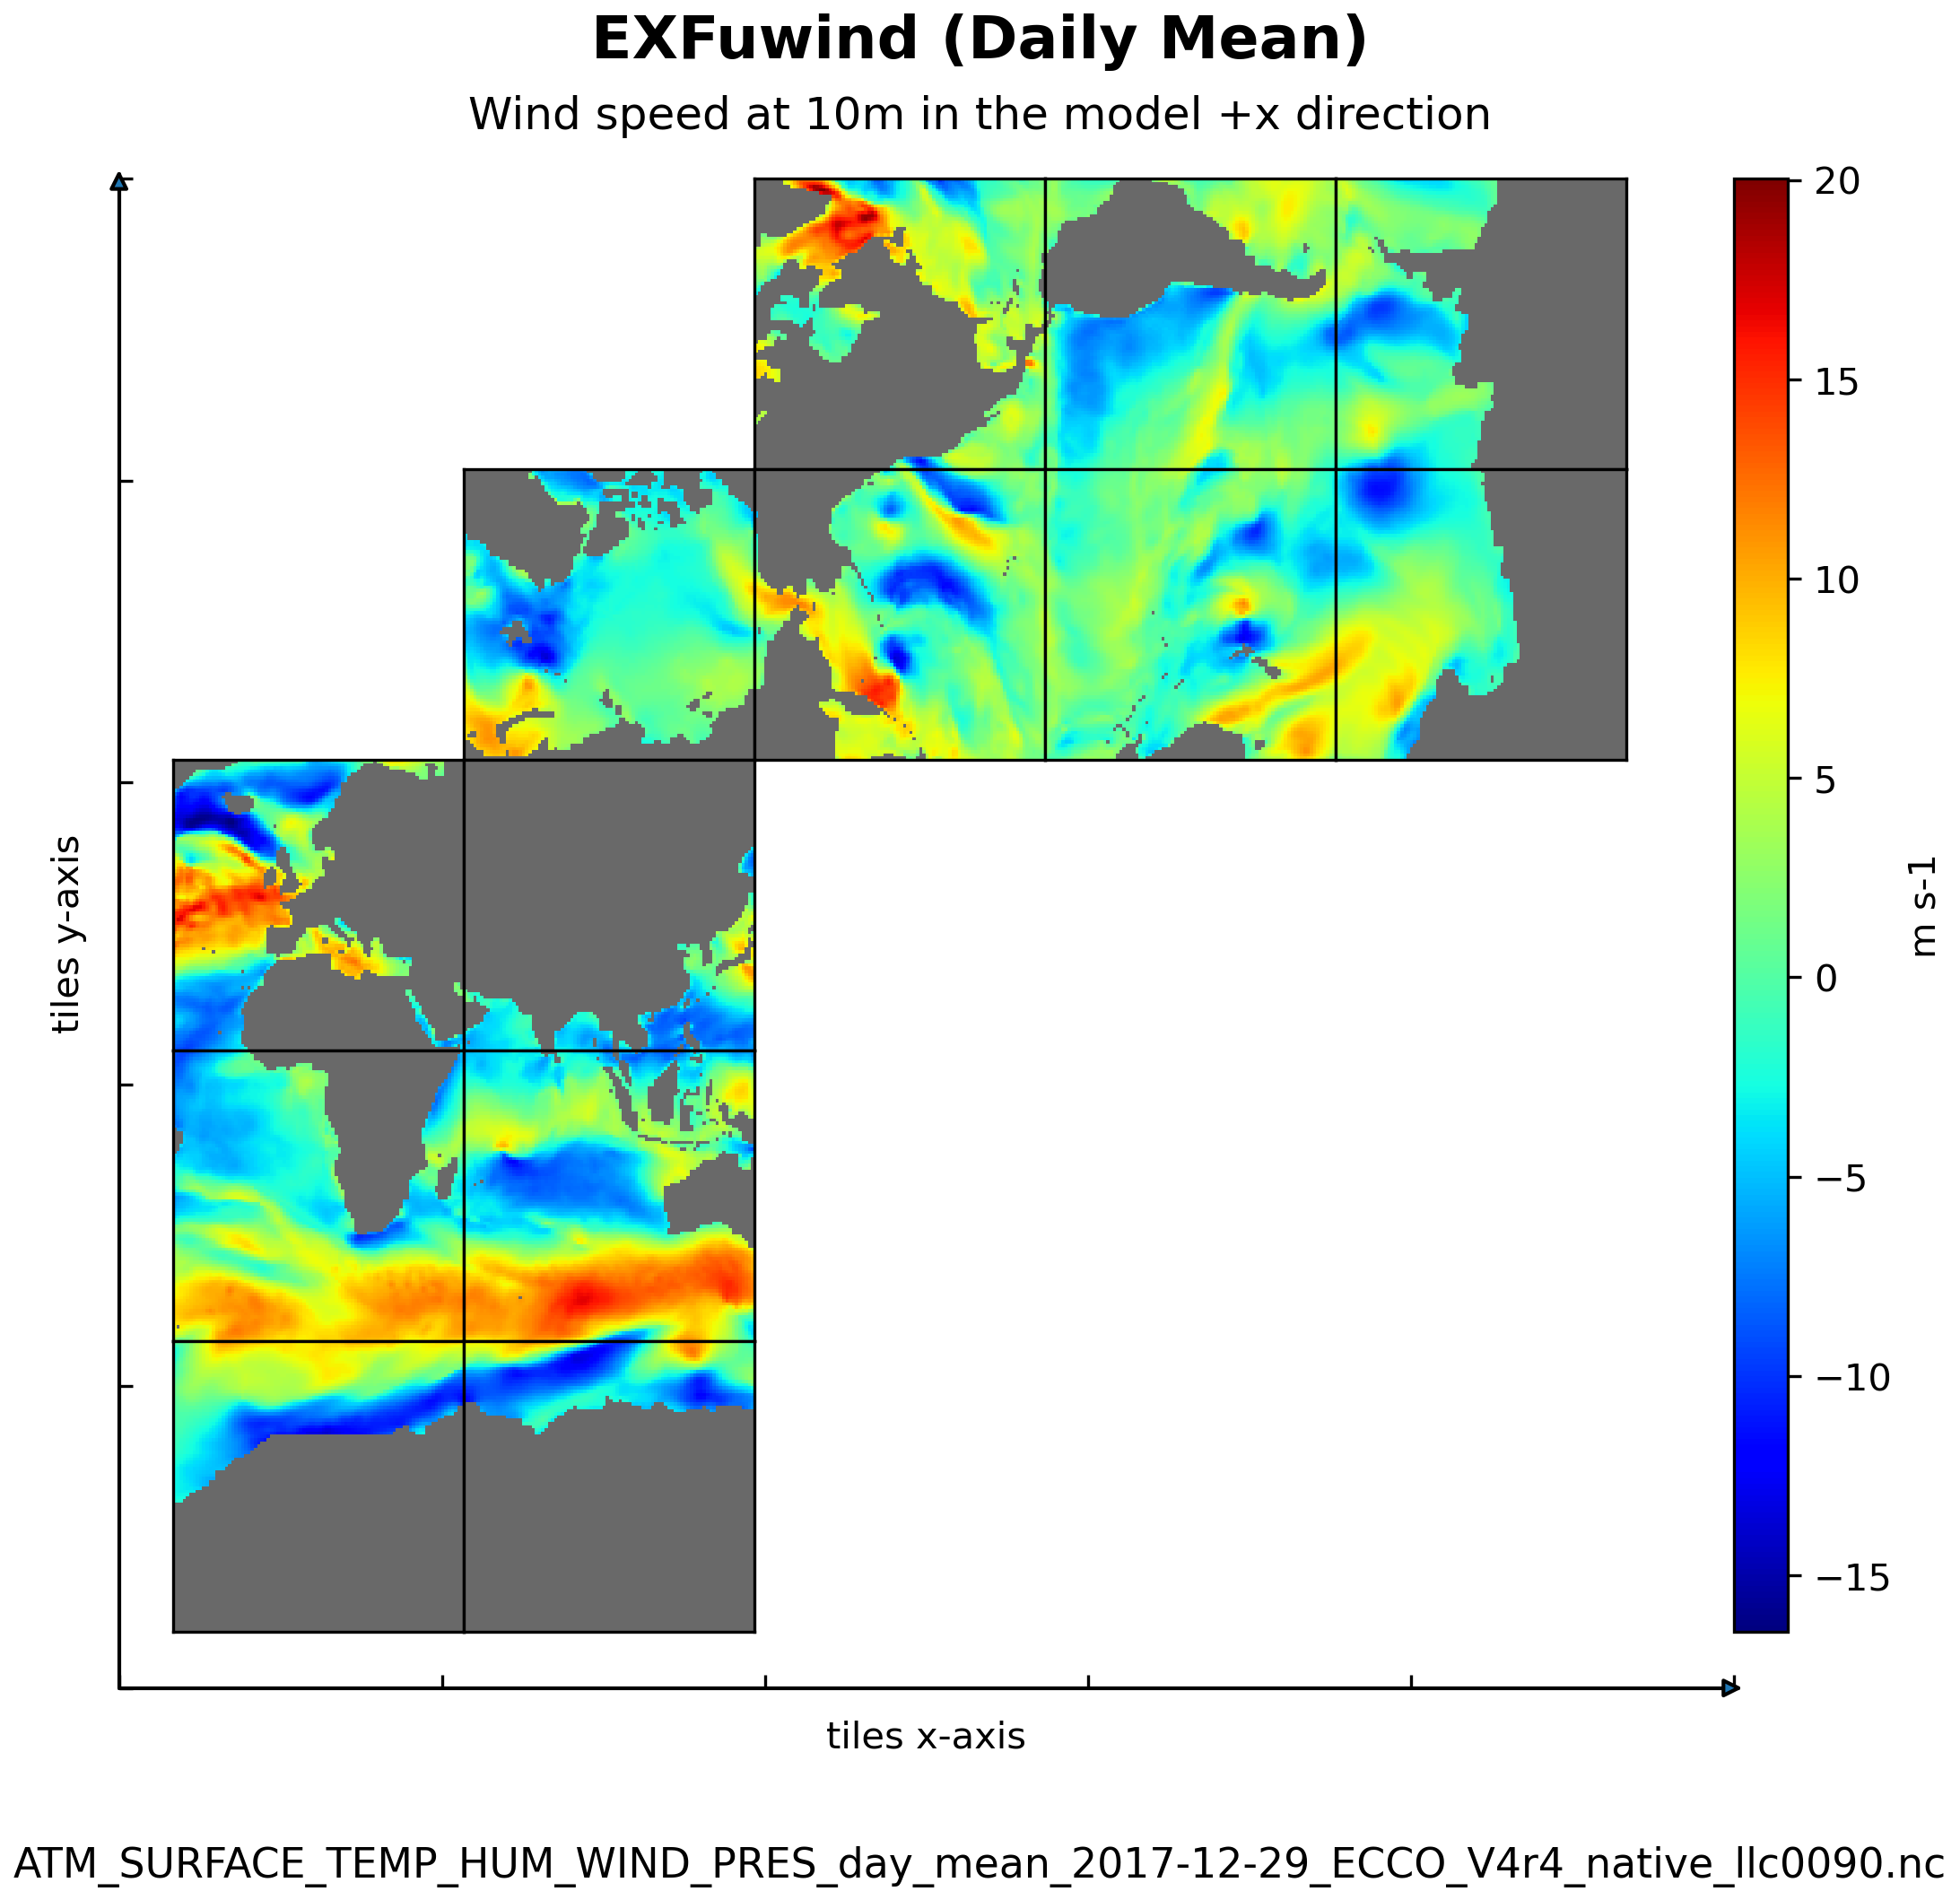 EXFuwind (Daily Mean)
Wind speed at 10m in the model +x direction
20
15
10
5
0
−5
−10
−15
m s-1
tiles y-axis
tiles x-axis
ATM_SURFACE_TEMP_HUM_WIND_PRES_day_mean_2017-12-29_ECCO_V4r4_native_llc0090.nc